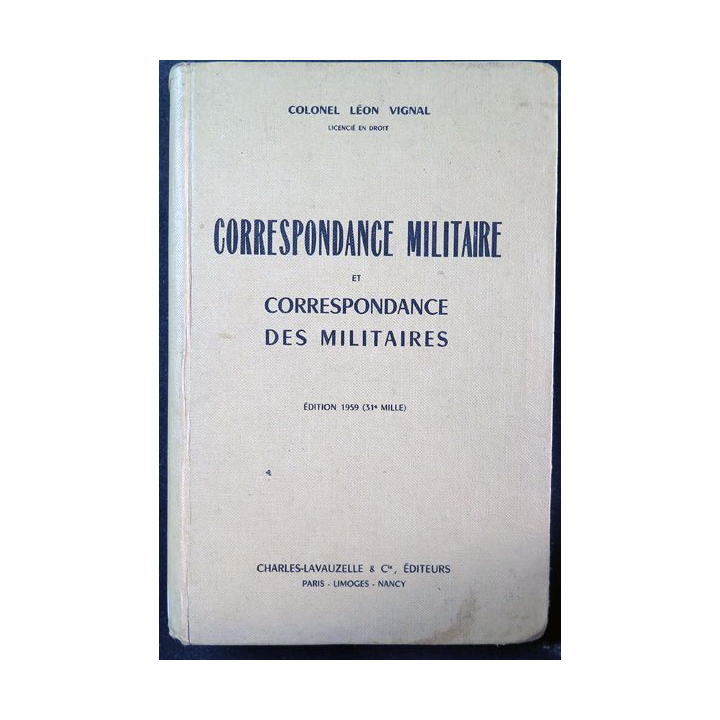 COLONEL LÉON VIGNAL
LICENCIÉ EN DROIT
CORRESPONDANCE MILITAIRE
ET
CORRESPONDANCE
DES MILITAIRES
ÉDITION 1959 (31e MILLE)
CHARLES-LAVAUZELLE & Cie, ÉDITEURS
PARIS - LIMOGES - NANCY